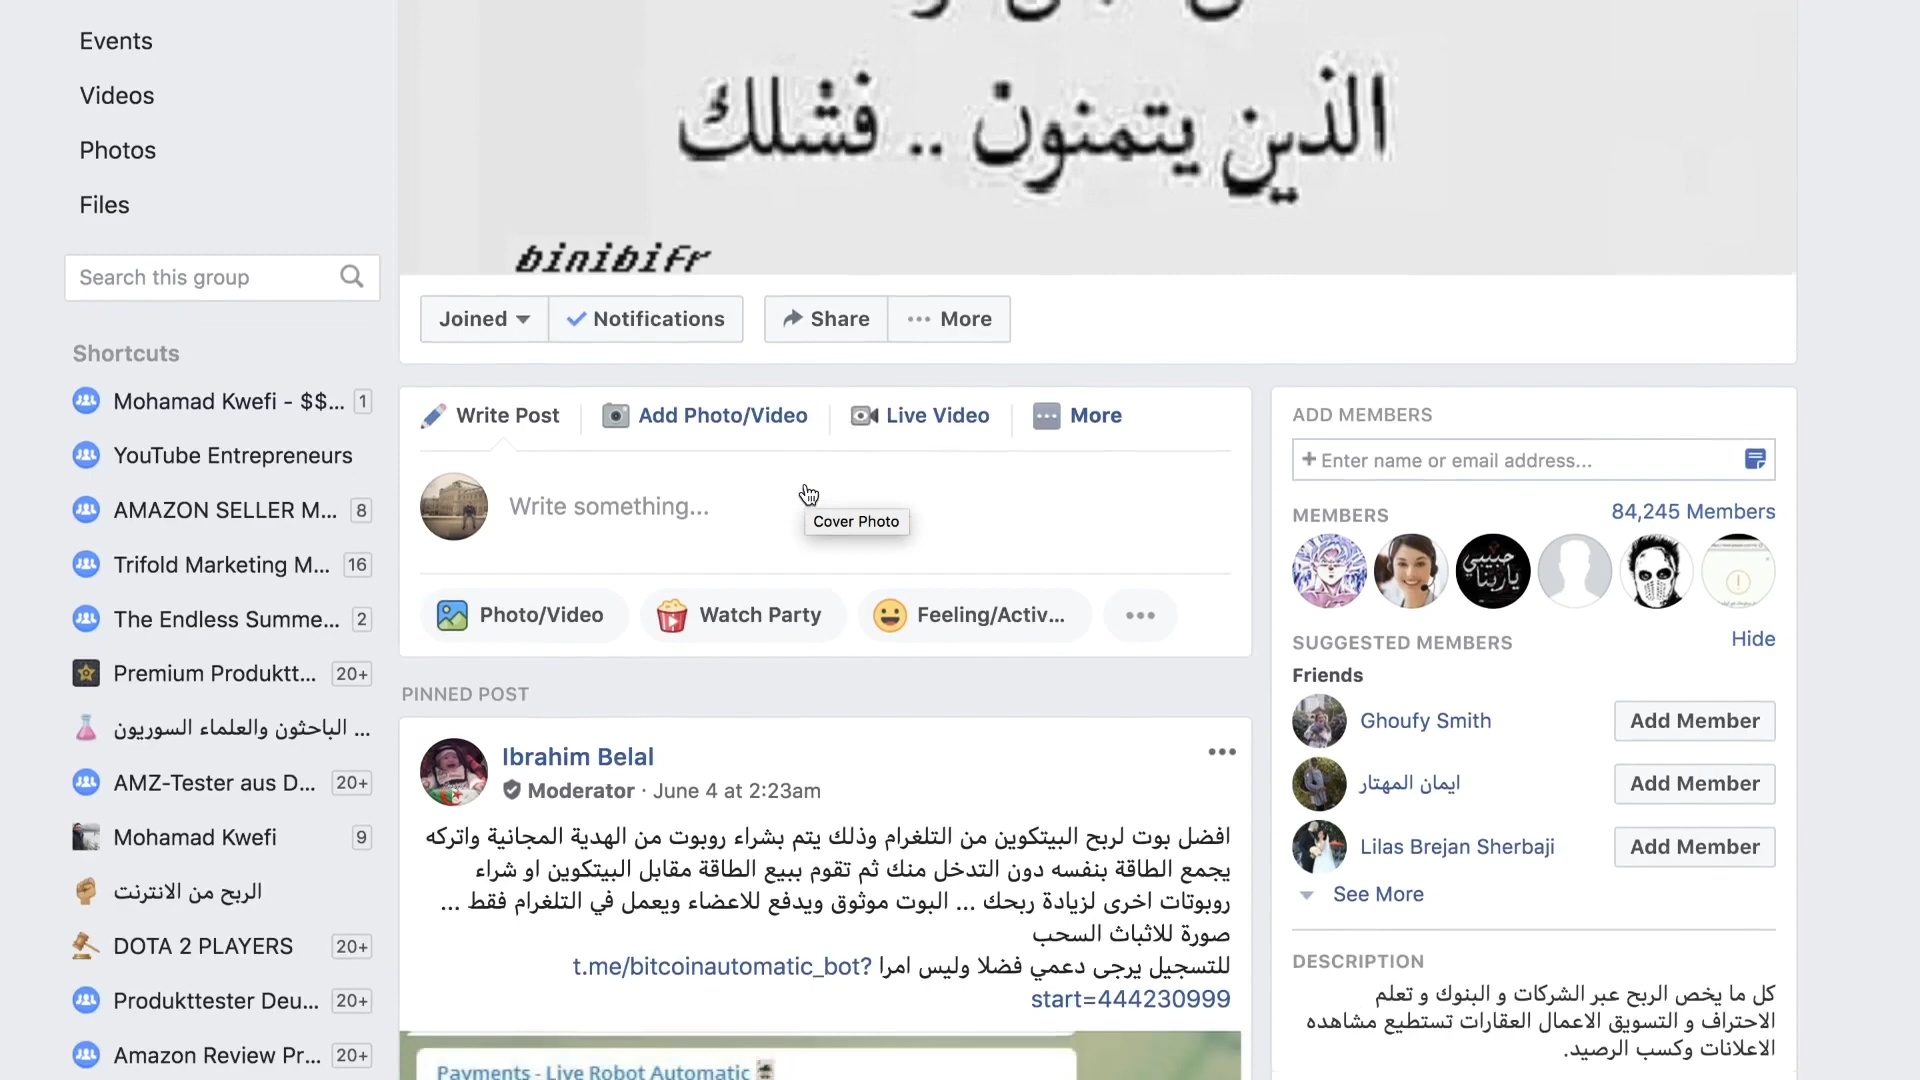 Events
Videos
Photos
Files
Search this group
Shortcuts
Mohamad Kwefi - $$... 1
YouTube Entrepreneurs
AMAZON SELLER M... 8
Trifold Marketing M... 16
The Endless Summe... 2
Premium Produktt... 20+
الباحثون والعلماء السوريون ...
AMZ-Tester aus D... 20+
Mohamad Kwefi 9
الربح من الانترنت
DOTA 2 PLAYERS 20+
Produkttester Deu... 20+
Amazon Review Pr... 20+
الذين يتمنون .. فشلك
binibiFr
Joined Notifications Share More
Write Post Add Photo/Video Live Video More
Write something...
Cover Photo
Photo/Video Watch Party Feeling/Activ...
PINNED POST
Ibrahim Belal
Moderator · June 4 at 2:23am
افضل بوت لربح البيتكوين من التلغرام وذلك يتم بشراء روبوت من الهدية المجانية واتركه
يجمع الطاقة بنفسه دون التدخل منك ثم تقوم ببيع الطاقة مقابل البيتكوين او شراء
روبوتات اخرى لزيادة ربحك ... البوت موثوق ويدفع للاعضاء ويعمل في التلغرام فقط ...
صورة للاثباث السحب
للتسجيل يرجى دعمي فضلا وليس امرا t.me/bitcoinautomatic_bot?
start=444230999
Payments - Live Robot Automatic
ADD MEMBERS
+ Enter name or email address...
MEMBERS 84,245 Members
حبيبي
ياربنا
SUGGESTED MEMBERS Hide
Friends
Ghoufy Smith Add Member
ايمان المهتار Add Member
Lilas Brejan Sherbaji Add Member
See More
DESCRIPTION
كل ما يخص الربح عبر الشركات و البنوك و تعلم
الاحتراف و التسويق الاعمال العقارات تستطيع مشاهده
الاعلانات وكسب الرصيد.